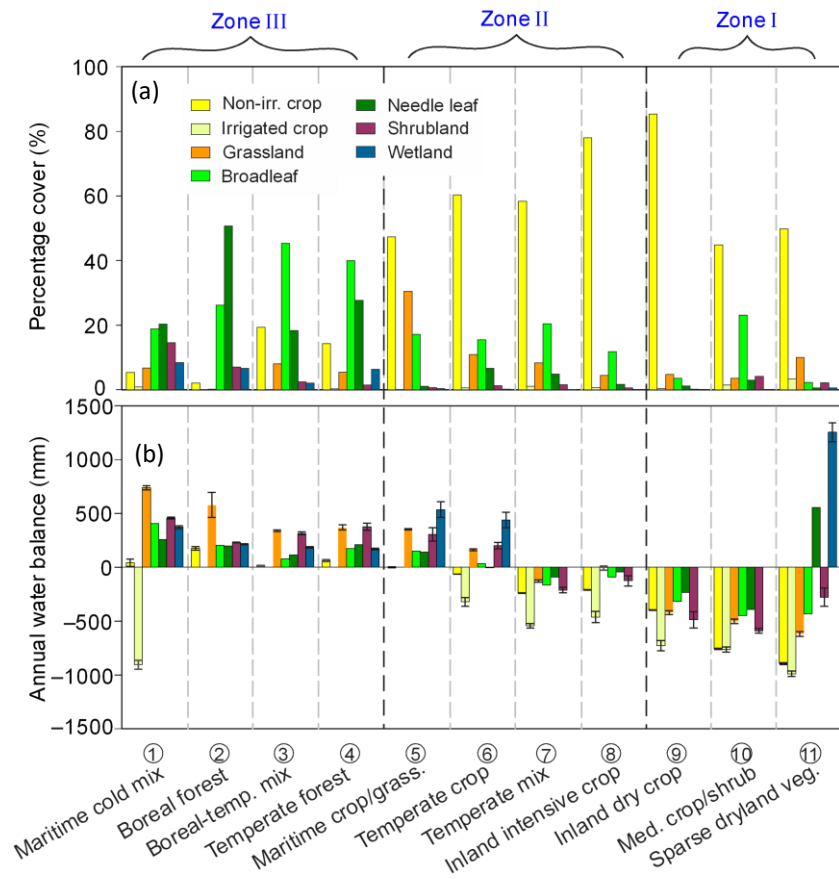 Zone III Zone II Zone I
(a)
Non-irr. crop Needle leaf
Irrigated crop Shrubland
Grassland Wetland
Broadleaf
Percentage cover (%)
100
80
60
40
20
0
(b)
Annual water balance (mm)
1500
1000
500
0
−500
−1000
−1500
① ② ③ ④ ⑤ ⑥ ⑦ ⑧ ⑨ ⑩ ⑪
Maritime cold mix
Boreal forest
Boreal-temp. mix
Temperate forest
Maritime crop/grass.
Temperate crop
Temperate mix
Inland intensive crop
Inland dry crop
Med. crop/shrub
Sparse dryland veg.